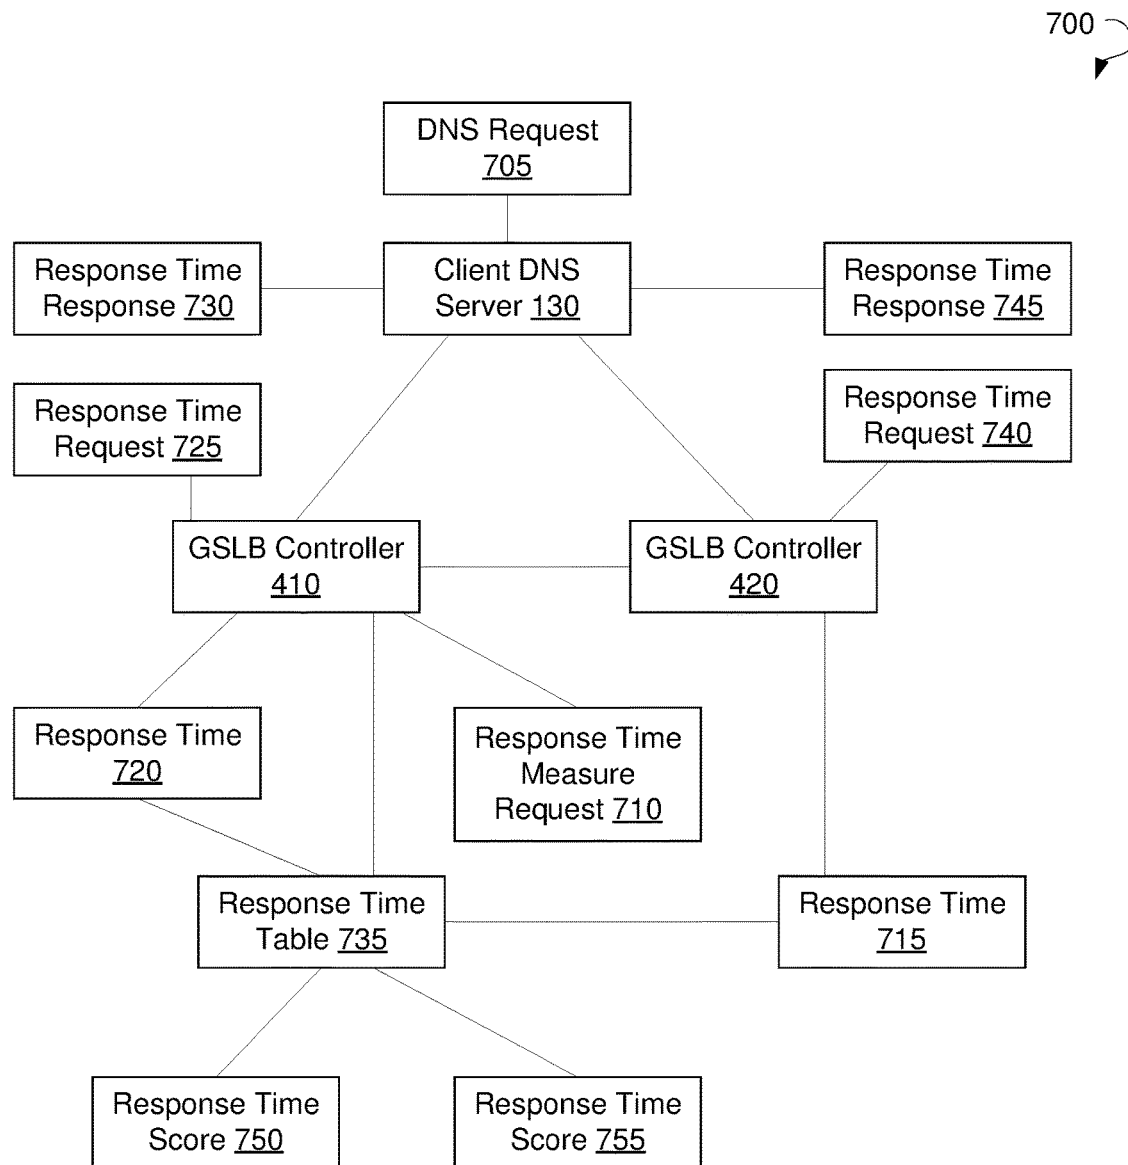 700
DNS Request
705
Response Time
Response 730
Client DNS
Server 130
Response Time
Response 745
Response Time
Request 725
Response Time
Request 740
GSLB Controller
410
GSLB Controller
420
Response Time
720
Response Time
Measure
Request 710
Response Time
Table 735
Response Time
715
Response Time
Score 750
Response Time
Score 755